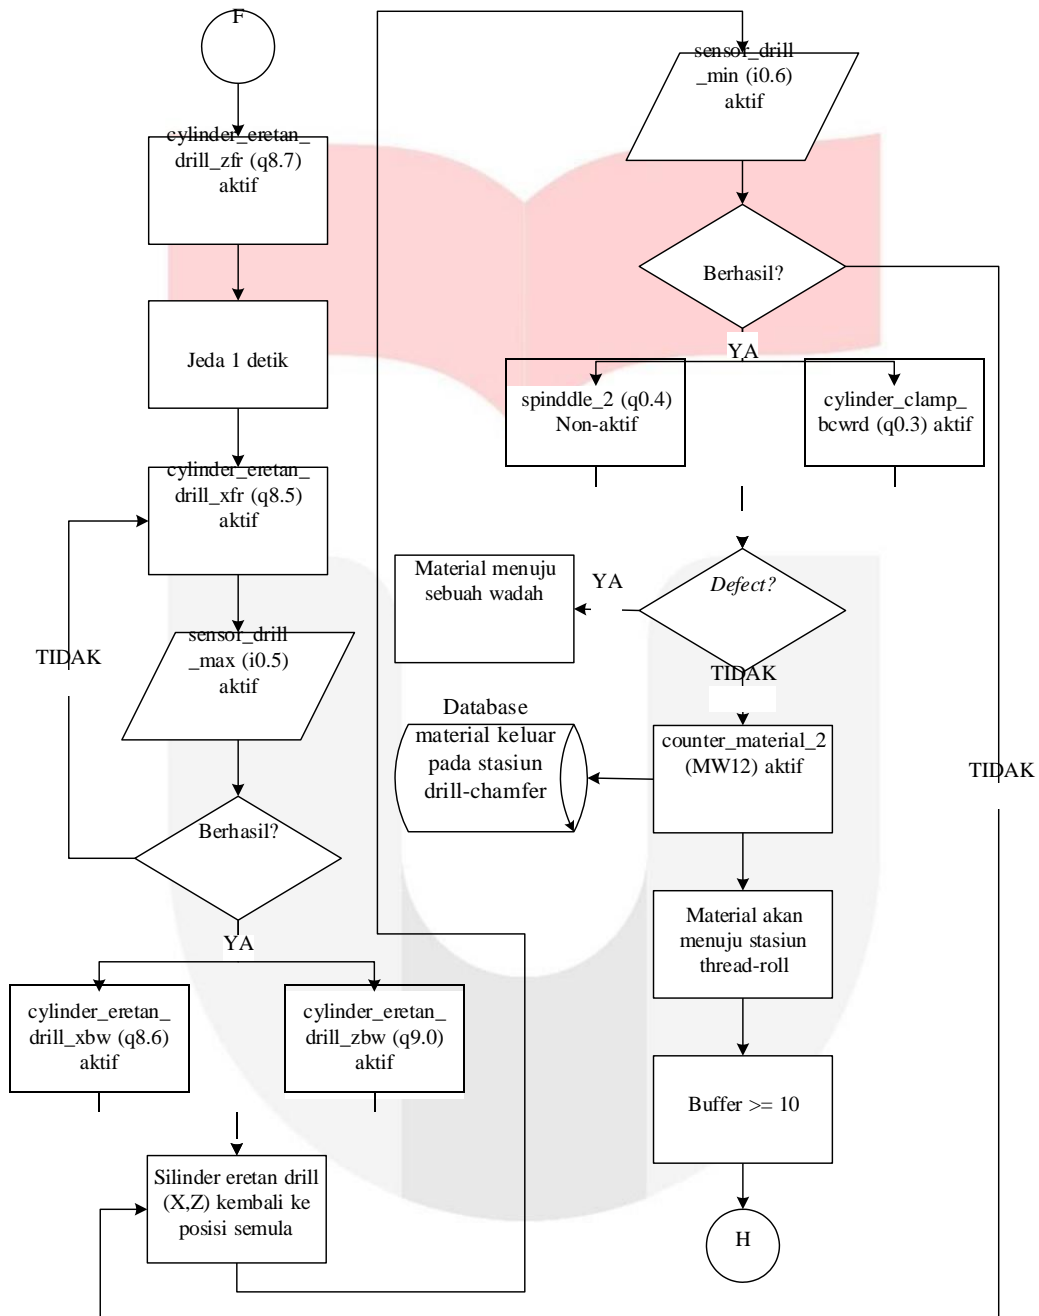 F
cylinder_eretan_
drill_zfr (q8.7)
aktif
Jeda 1 detik
cylinder_eretan_
drill_xfr (q8.5)
aktif
sensor_drill
_max (i0.5)
aktif
TIDAK
Berhasil?
YA
cylinder_eretan_
drill_xbw (q8.6)
aktif
cylinder_eretan_
drill_zbw (q9.0)
aktif
Silinder eretan drill
(X,Z) kembali ke
posisi semula
sensor_drill
_min (i0.6)
aktif
Berhasil?
YA
TIDAK
spinddle_2 (q0.4)
Non-aktif
cylinder_clamp_
bcwrd (q0.3) aktif
Defect?
YA
Material menuju
sebuah wadah
TIDAK
counter_material_2
(MW12) aktif
Database
material keluar
pada stasiun
drill-chamfer
Material akan
menuju stasiun
thread-roll
Buffer >= 10
H